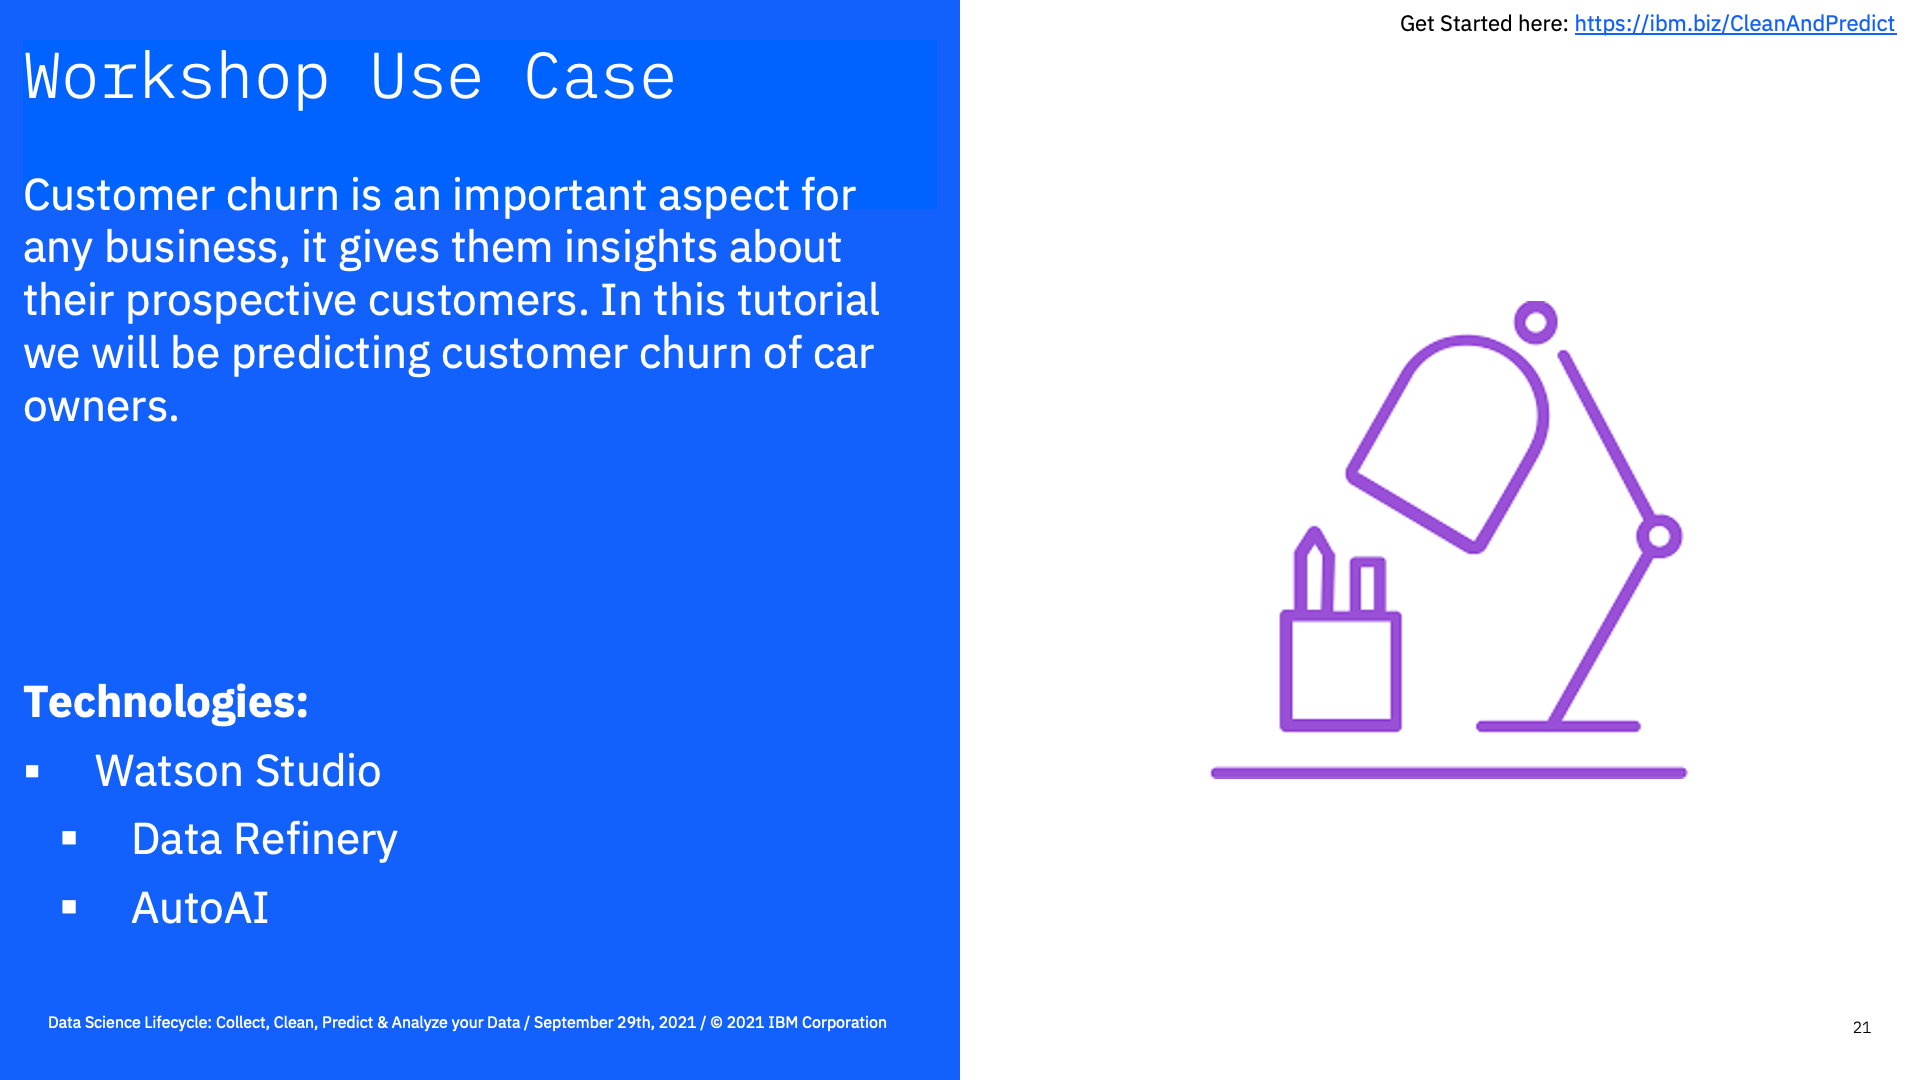 Get Started here: https://ibm.biz/CleanAndPredict
Workshop Use Case
Customer churn is an important aspect for
any business, it gives them insights about
their prospective customers. In this tutorial
we will be predicting customer churn of car
owners.
Technologies:
▪ Watson Studio
▪ Data Refinery
▪ AutoAI
Data Science Lifecycle: Collect, Clean, Predict & Analyze your Data / September 29th, 2021 / © 2021 IBM Corporation
21